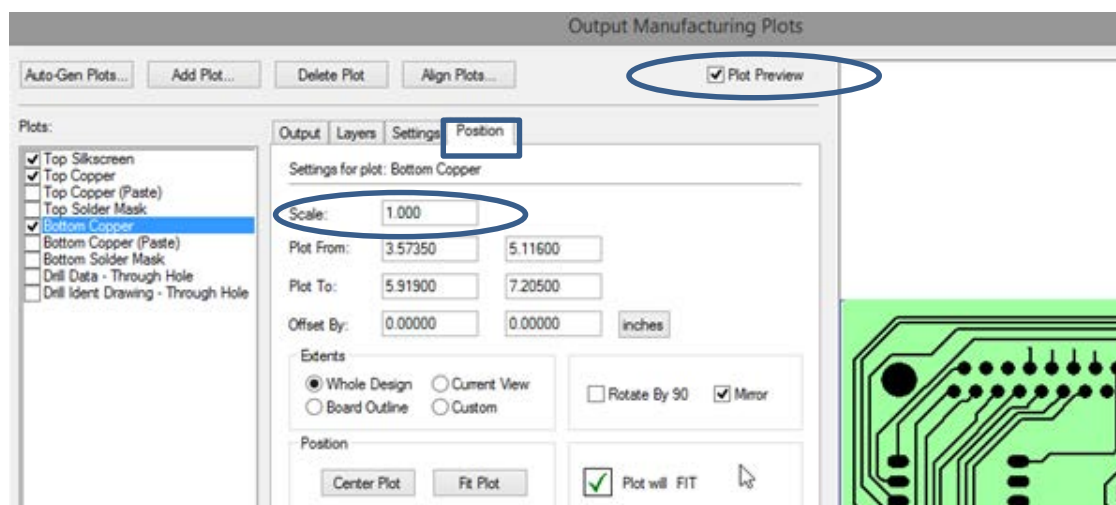 Output Manufacturing Plots
Auto-Gen Plots... Add Plot... Delete Plot Align Plots... Plot Preview
Plots:
Top Silkscreen
Top Copper
Top Copper (Paste)
Top Solder Mask
Bottom Copper
Bottom Copper (Paste)
Bottom Solder Mask
Drill Data - Through Hole
Drill Ident Drawing - Through Hole
Output Layers Settings Position
Settings for plot: Bottom Copper
Scale: 1.000
Plot From: 3.57350 5.11600
Plot To: 5.91900 7.20500
Offset By: 0.00000 0.00000 inches
Extents
Whole Design Current View
Board Outline Custom
Rotate By 90 Mirror
Position
Center Plot Fit Plot
Plot will FIT